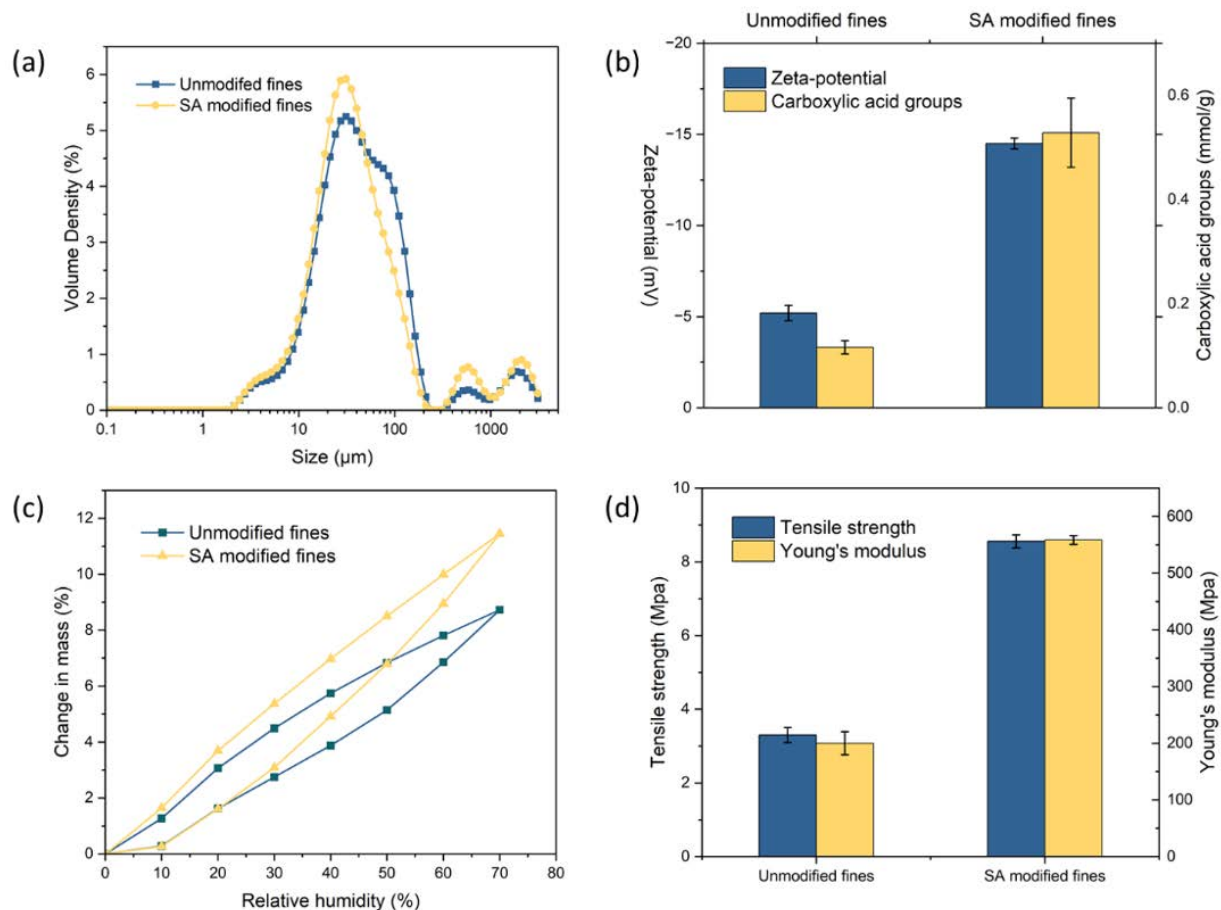 (a)
Unmodifed fines
SA modified fines
Volume Density (%)
6
5
4
3
2
1
0
0.1
1
10
100
1000
Size (µm)
(b)
Unmodified fines
SA modified fines
Zeta-potential
Carboxylic acid groups
Zeta-potential (mV)
−20
−15
−10
−5
0
Carboxylic acid groups (mmol/g)
0.6
0.4
0.2
0.0
(c)
Unmodified fines
SA modified fines
Change in mass (%)
12
10
8
6
4
2
0
0
10
20
30
40
50
60
70
80
Relative humidity (%)
(d)
Tensile strength
Young's modulus
Tensile strength (Mpa)
10
8
6
4
2
0
Young's modulus (Mpa)
600
500
400
300
200
100
0
Unmodified fines
SA modified fines